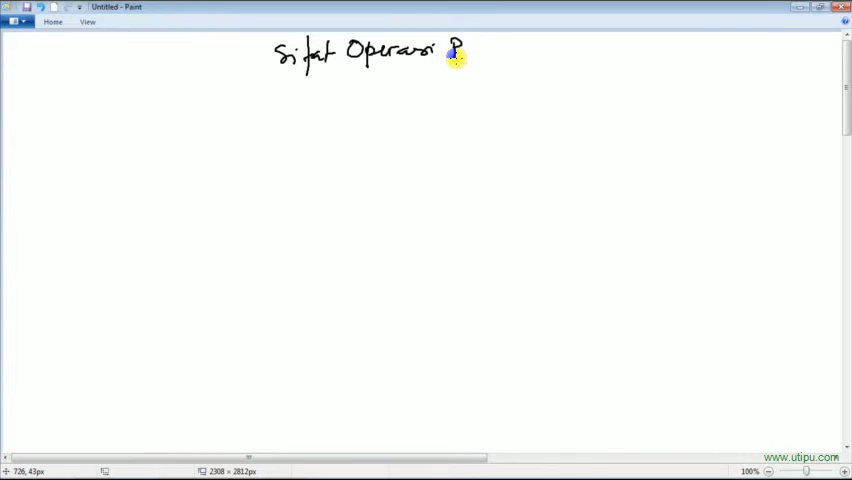 Untitled - Paint
Home View
Sifat Operasi P
www.utipu.com
726, 43px 2308 × 2812px 100%